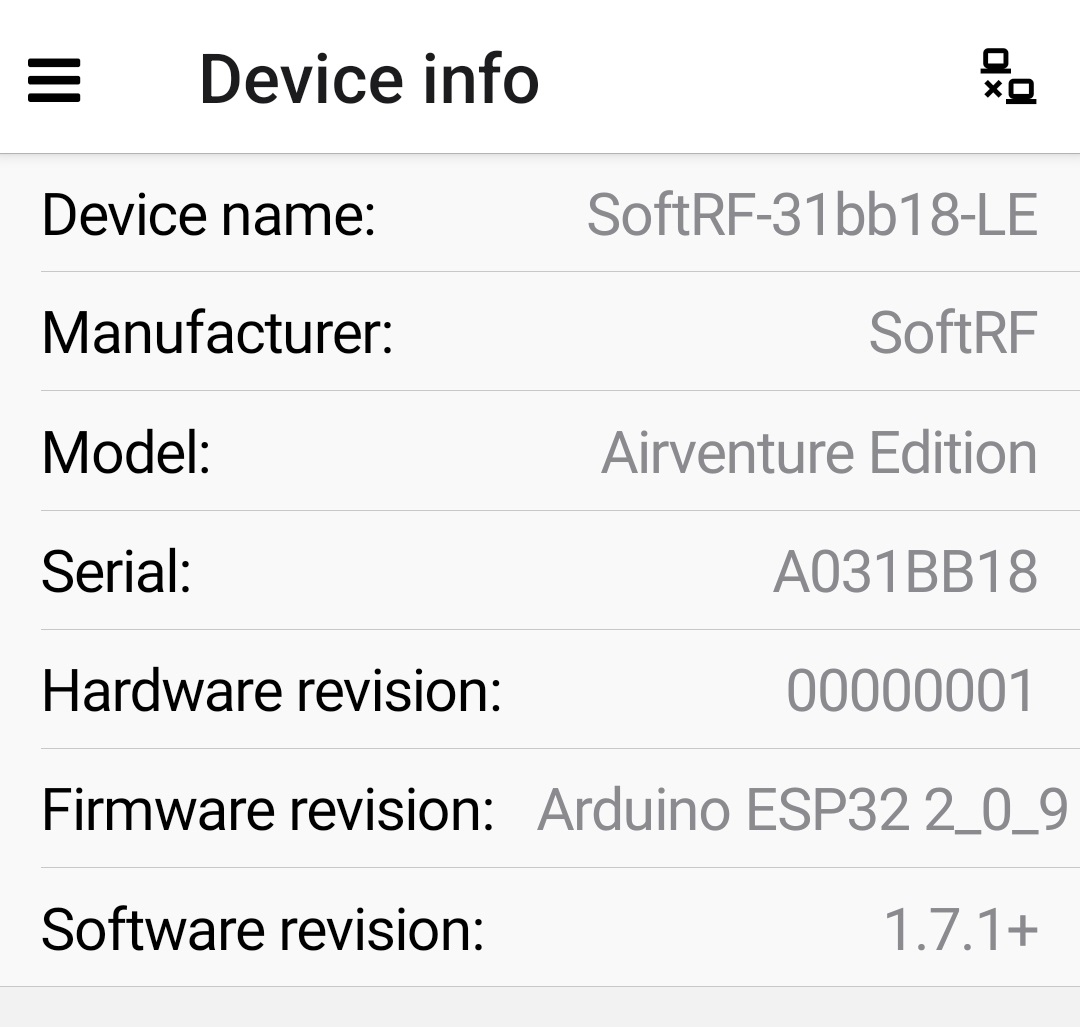 Device info
Device name: SoftRF-31bb18-LE
Manufacturer: SoftRF
Model: Airventure Edition
Serial: A031BB18
Hardware revision: 00000001
Firmware revision: Arduino ESP32 2_0_9
Software revision: 1.7.1+